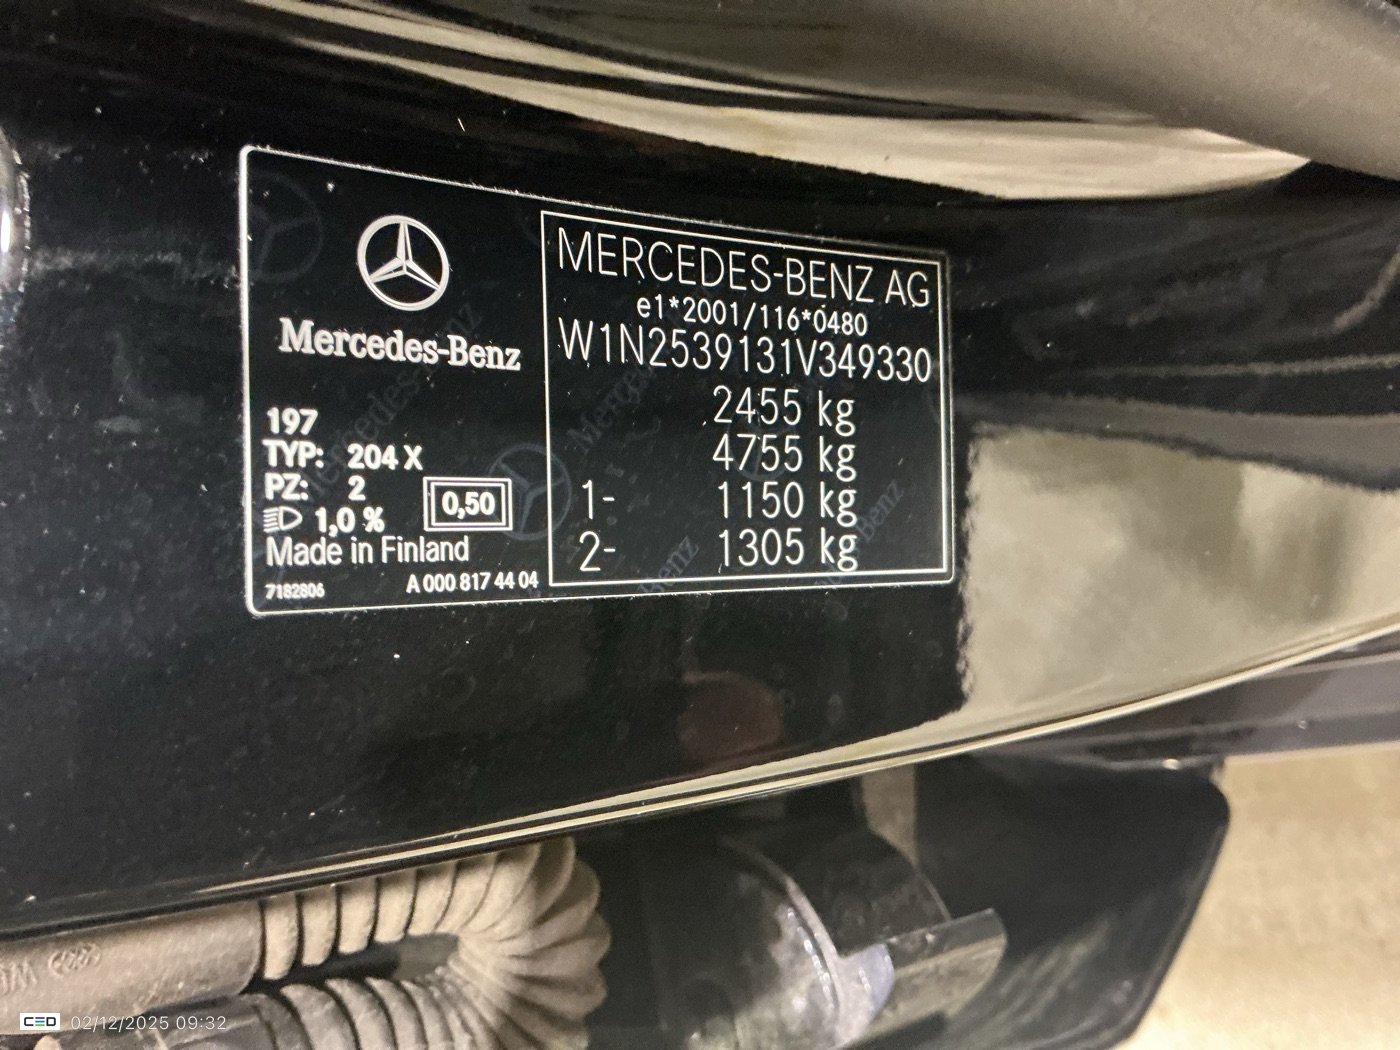 Mercedes-Benz
197
TYP: 204 X
PZ: 2
1,0 %
0,50
Made in Finland
7182806
A 000 817 44 04
MERCEDES-BENZ AG
e1*2001/116*0480
W1N2539131V349330
2455 kg
4755 kg
1- 1150 kg
2- 1305 kg
CED 02/12/2025 09:32